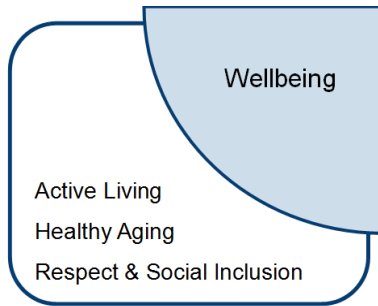 Wellbeing
Active Living
Healthy Aging
Respect & Social Inclusion